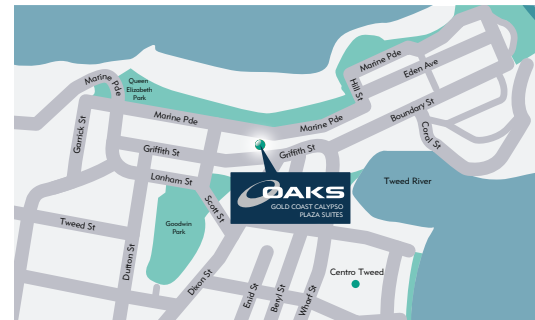 Marine Pde
Queen
Elizabeth
Park
Garrick St
Marine Pde
Marine Pde
Hill St
Marine Pde
Eden Ave
Boundary St
Coral St
Griffith St
Griffith St
Lanham St
Scott St
OAKS
GOLD COAST CALYPSO
PLAZA SUITES
Tweed River
Tweed St
Goodwin
Park
Dutton St
Dixon St
Enid St
Beryl St
Wharf St
Centro Tweed